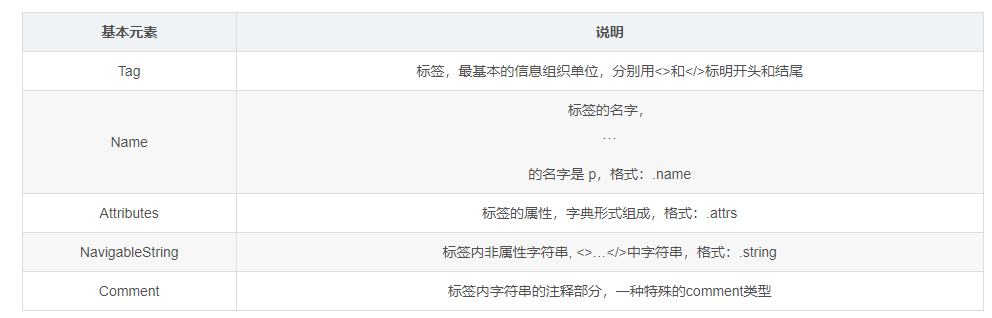 基本元素 说明
Tag 标签，最基本的信息组织单位，分别用<>和</>标明开头和结尾
标签的名字，
Name …
的名字是 p，格式：.name
Attributes 标签的属性，字典形式组成，格式：.attrs
NavigableString 标签内非属性字符串, <>…</>中字符串，格式：.string
Comment 标签内字符串的注释部分，一种特殊的comment类型